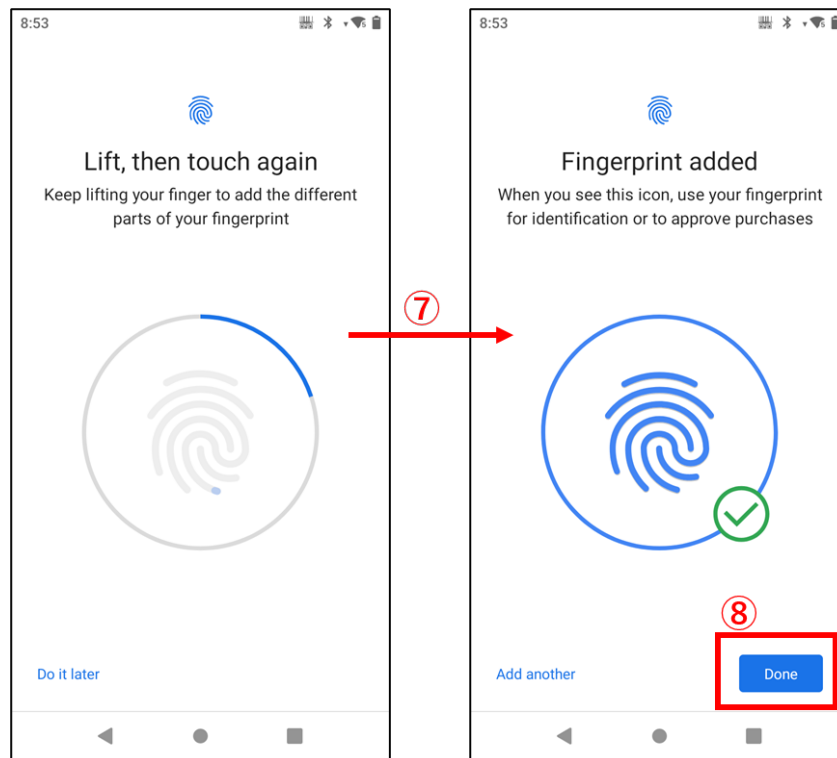 8:53
Lift, then touch again
Keep lifting your finger to add the different
parts of your fingerprint
Do it later
⑦
8:53
Fingerprint added
When you see this icon, use your fingerprint
for identification or to approve purchases
⑧
Add another
Done